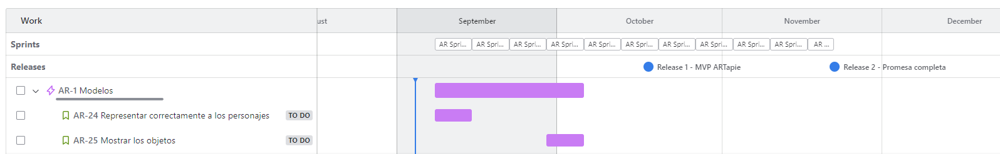 Work ust September October November December
Sprints AR Spri... AR Spri... AR Spri... AR Spri... AR Spri... AR Spri... AR Spri... AR Spri... AR Spri... AR Spri... AR ...
Releases Release 1 - MVP ARTapie Release 2 - Promesa completa
AR-1 Modelos
AR-24 Representar correctamente a los personajes TO DO
AR-25 Mostrar los objetos TO DO